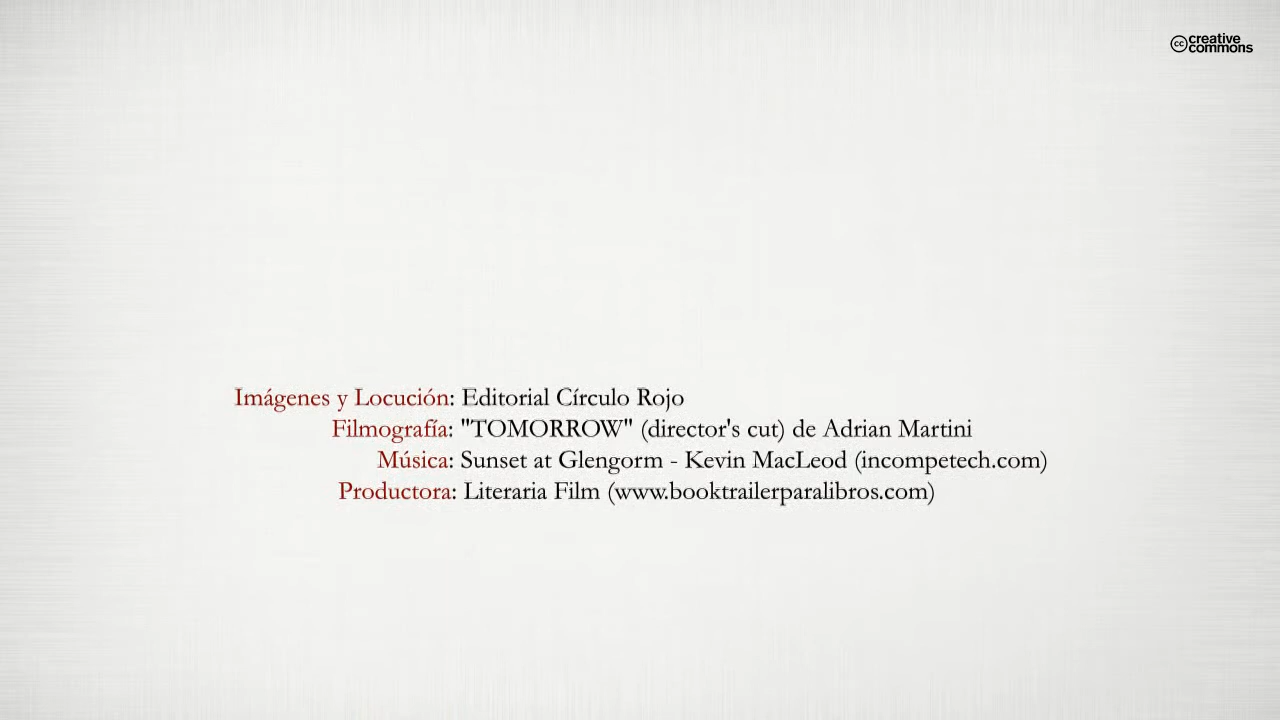 creative
commons
Imágenes y Locución: Editorial Círculo Rojo
Filmografía: "TOMORROW" (director's cut) de Adrian Martini
Música: Sunset at Glengorm - Kevin MacLeod (incompetech.com)
Productora: Literaria Film (www.booktrailerparalibros.com)